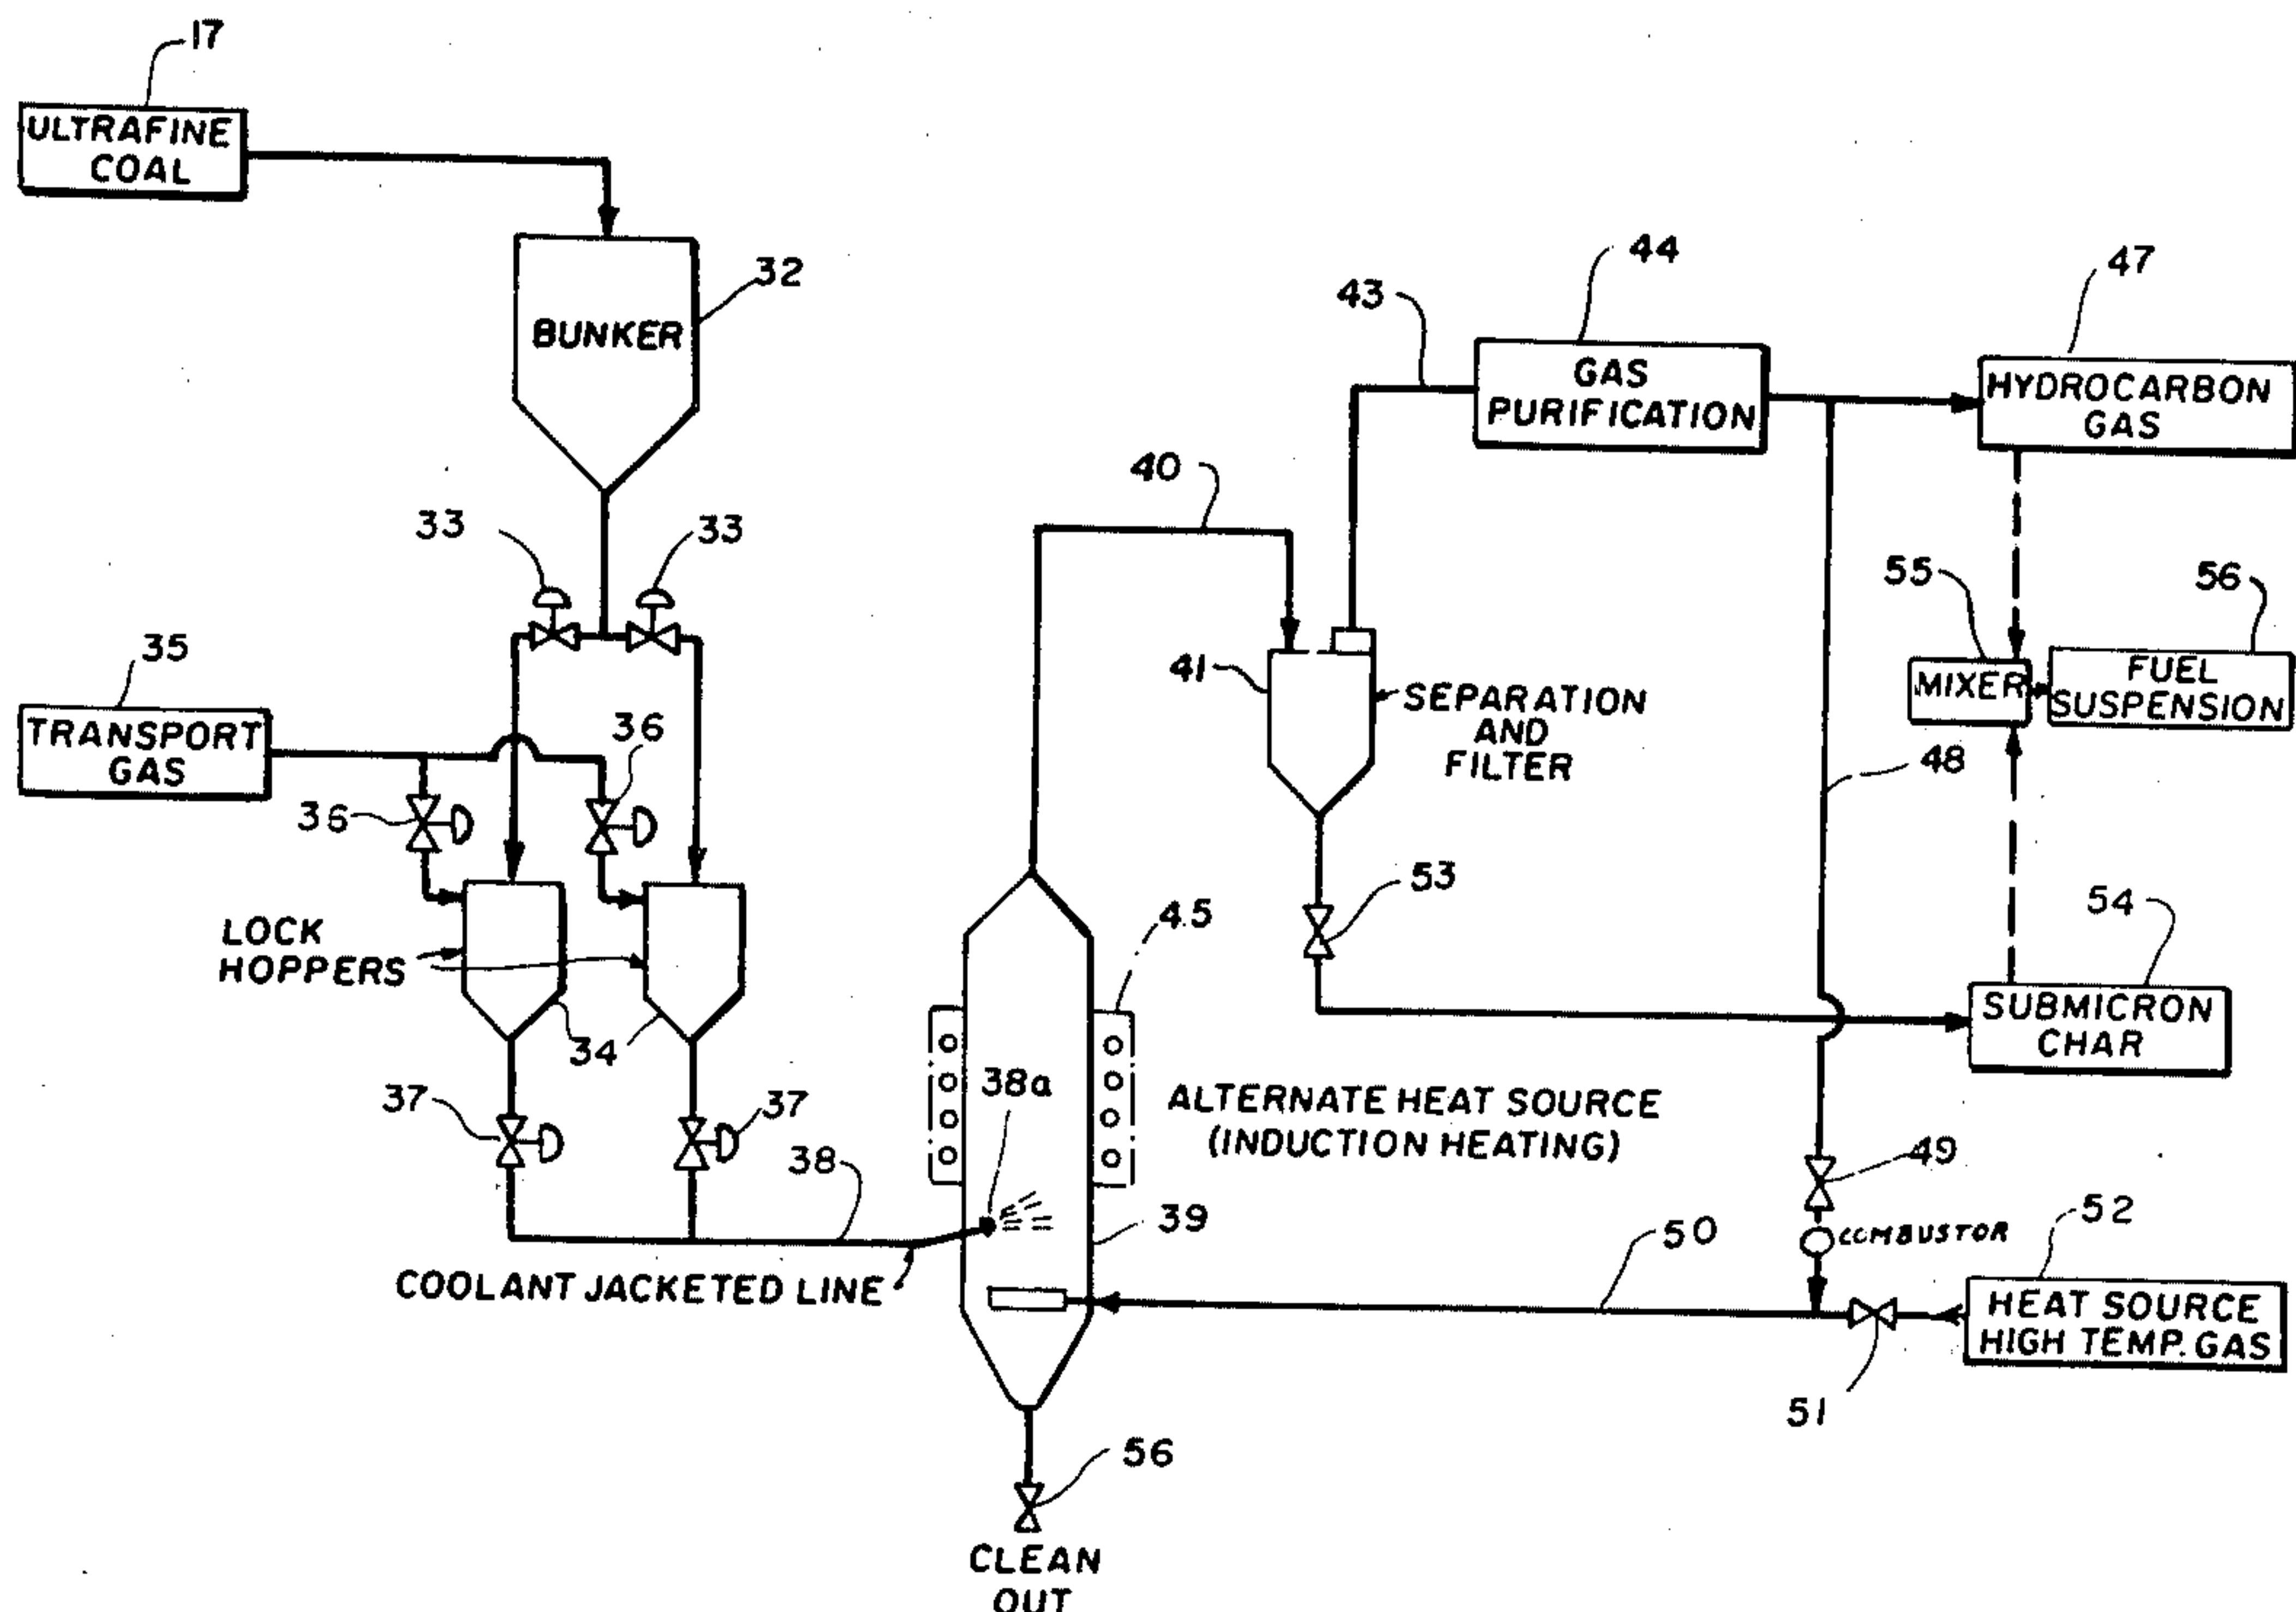 17
ULTRAFINE
COAL
32
BUNKER
33
33
35
TRANSPORT
GAS
36
36
LOCK
HOPPERS
34
37
37
38
38a
COOLANT JACKETED LINE
39
40
41
SEPARATION
AND
FILTER
43
44
GAS
PURIFICATION
45
ALTERNATE HEAT SOURCE
(INDUCTION HEATING)
47
HYDROCARBON
GAS
55
MIXER
56
FUEL
SUSPENSION
48
53
54
SUBMICRON
CHAR
49
COMBUSTOR
50
52
HEAT SOURCE
HIGH TEMP. GAS
51
56
CLEAN
OUT